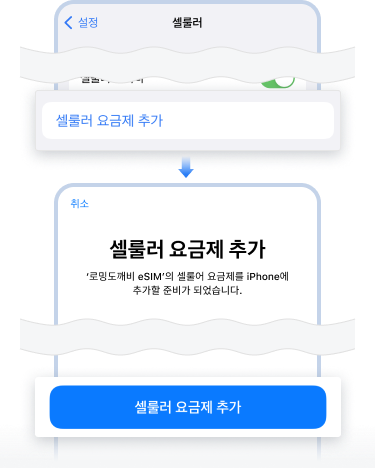 설정
셀룰러
셀룰러 요금제 추가
취소
셀룰러 요금제 추가
‘로밍도깨비 eSIM’의 셀룰어 요금제를 iPhone에
추가할 준비가 되었습니다.
셀룰러 요금제 추가